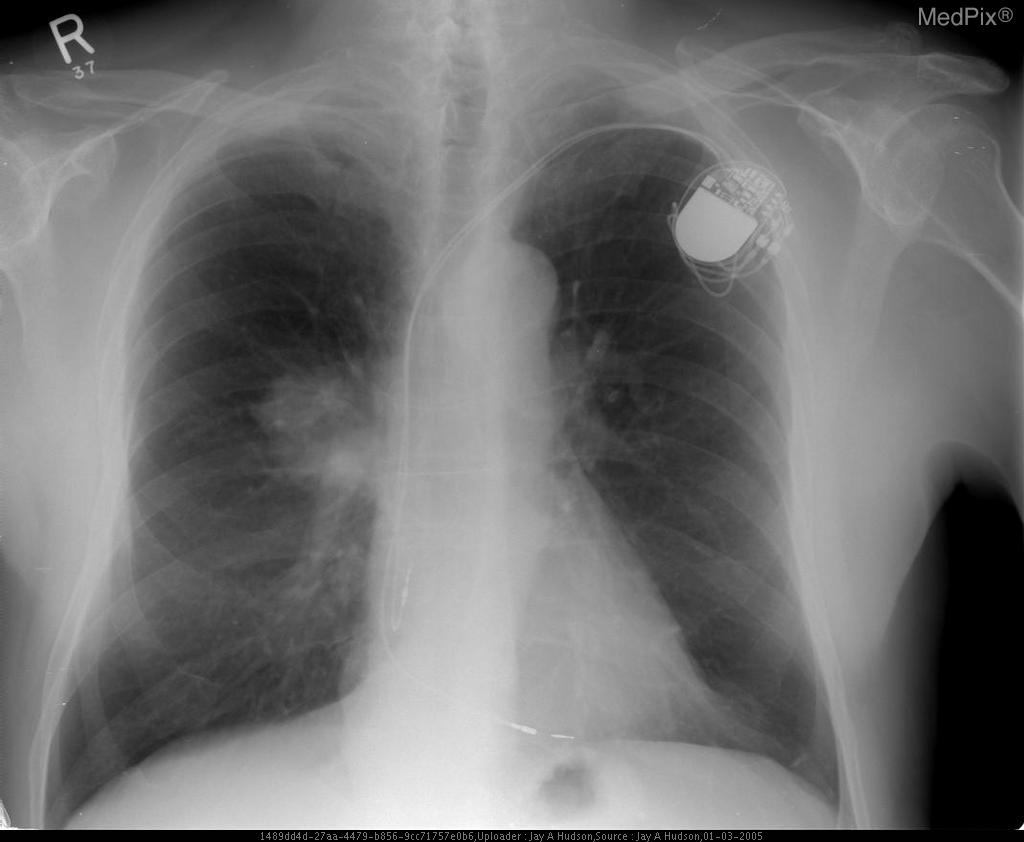 MedPix®
R
37
1489dd4d-27aa-4479-b856-9cc71757e0b6,Uploader : Jay A Hudson,Source : Jay A Hudson,01-03-2005